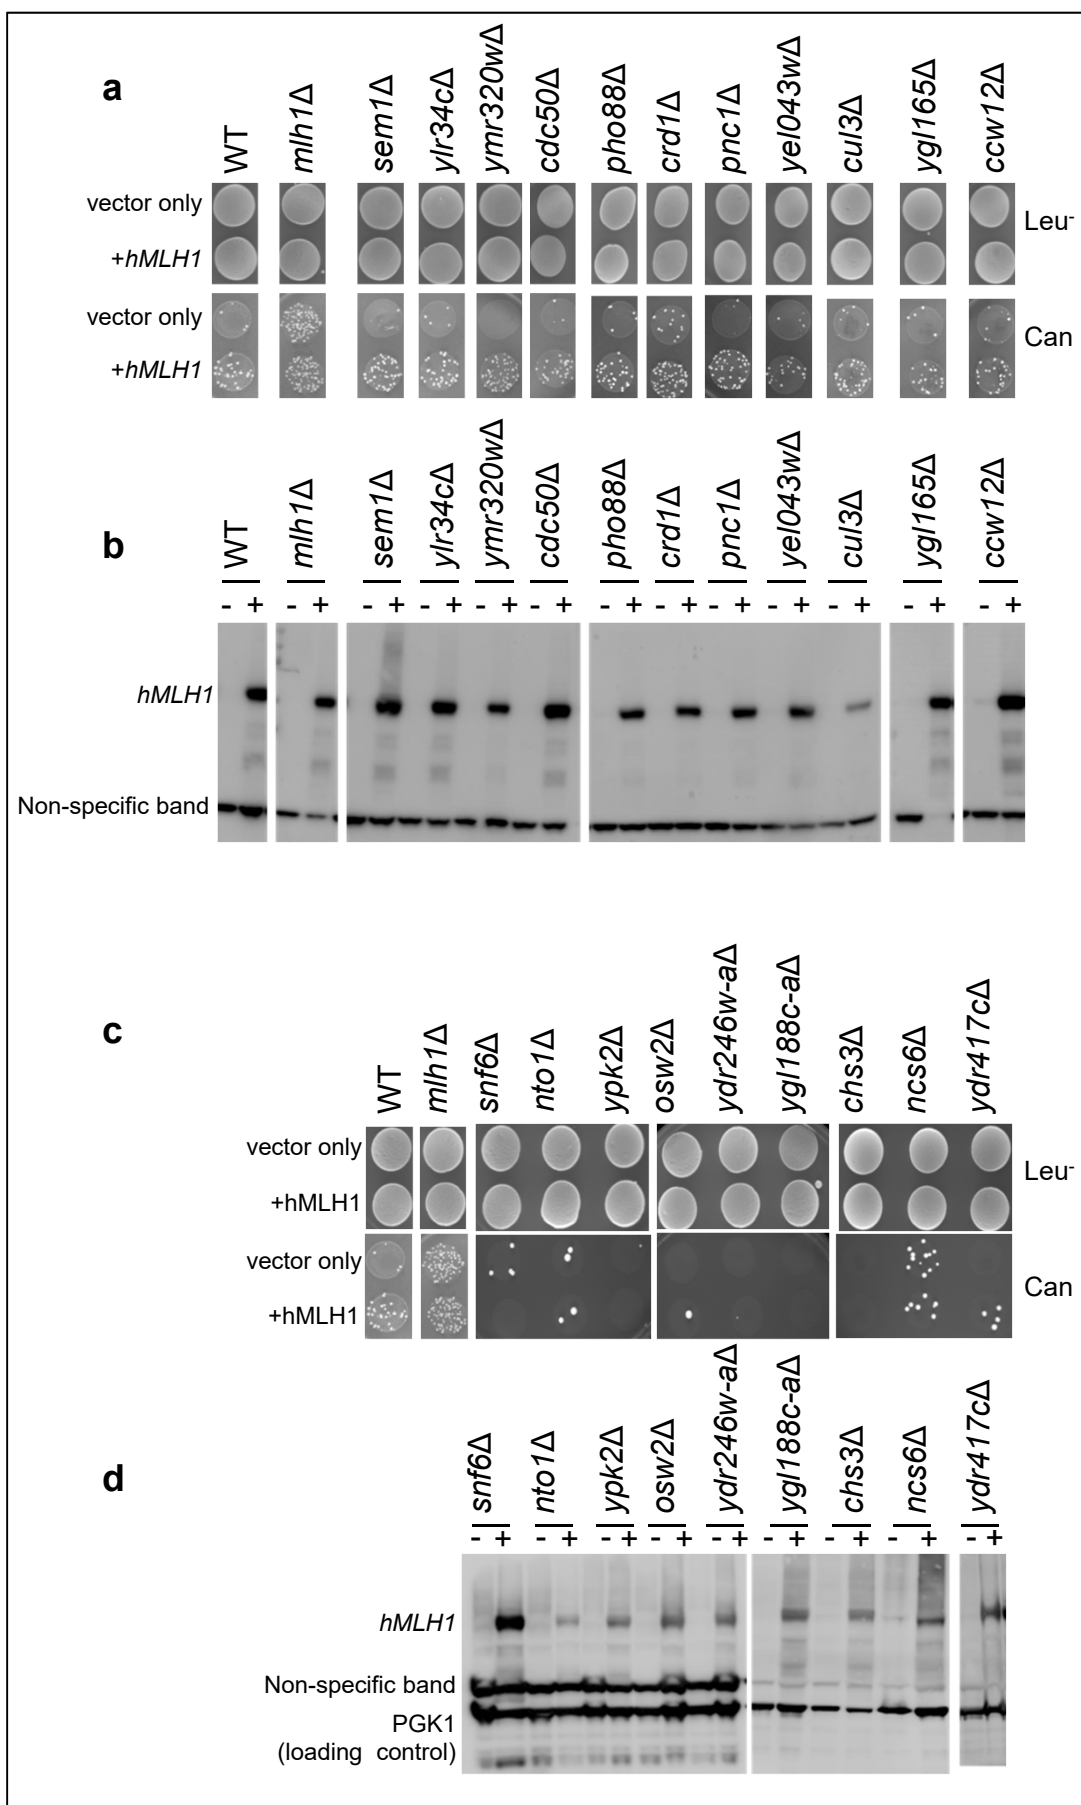 a
WT mlh1Δ sem1Δ ylr34cΔ ymr320wΔ cdc50Δ pho88Δ crd1Δ pnc1Δ yel043wΔ cul3Δ ygl165Δ ccw12Δ
vector only
+hMLH1
Leu-
vector only
+hMLH1
Can
b
WT mlh1Δ sem1Δ ylr34cΔ ymr320wΔ cdc50Δ pho88Δ crd1Δ pnc1Δ yel043wΔ cul3Δ ygl165Δ ccw12Δ
- + - + - + - + - + - + - + - + - + - + - + - + - +
hMLH1
Non-specific band
c
WT mlh1Δ snf6Δ nto1Δ ypk2Δ osw2Δ ydr246w-aΔ ygl188c-aΔ chs3Δ ncs6Δ ydr417cΔ
vector only
+hMLH1
Leu-
vector only
+hMLH1
Can
d
snf6Δ nto1Δ ypk2Δ osw2Δ ydr246w-aΔ ygl188c-aΔ chs3Δ ncs6Δ ydr417cΔ
- + - + - + - + - + - + - + - + - +
hMLH1
Non-specific band
PGK1
(loading control)